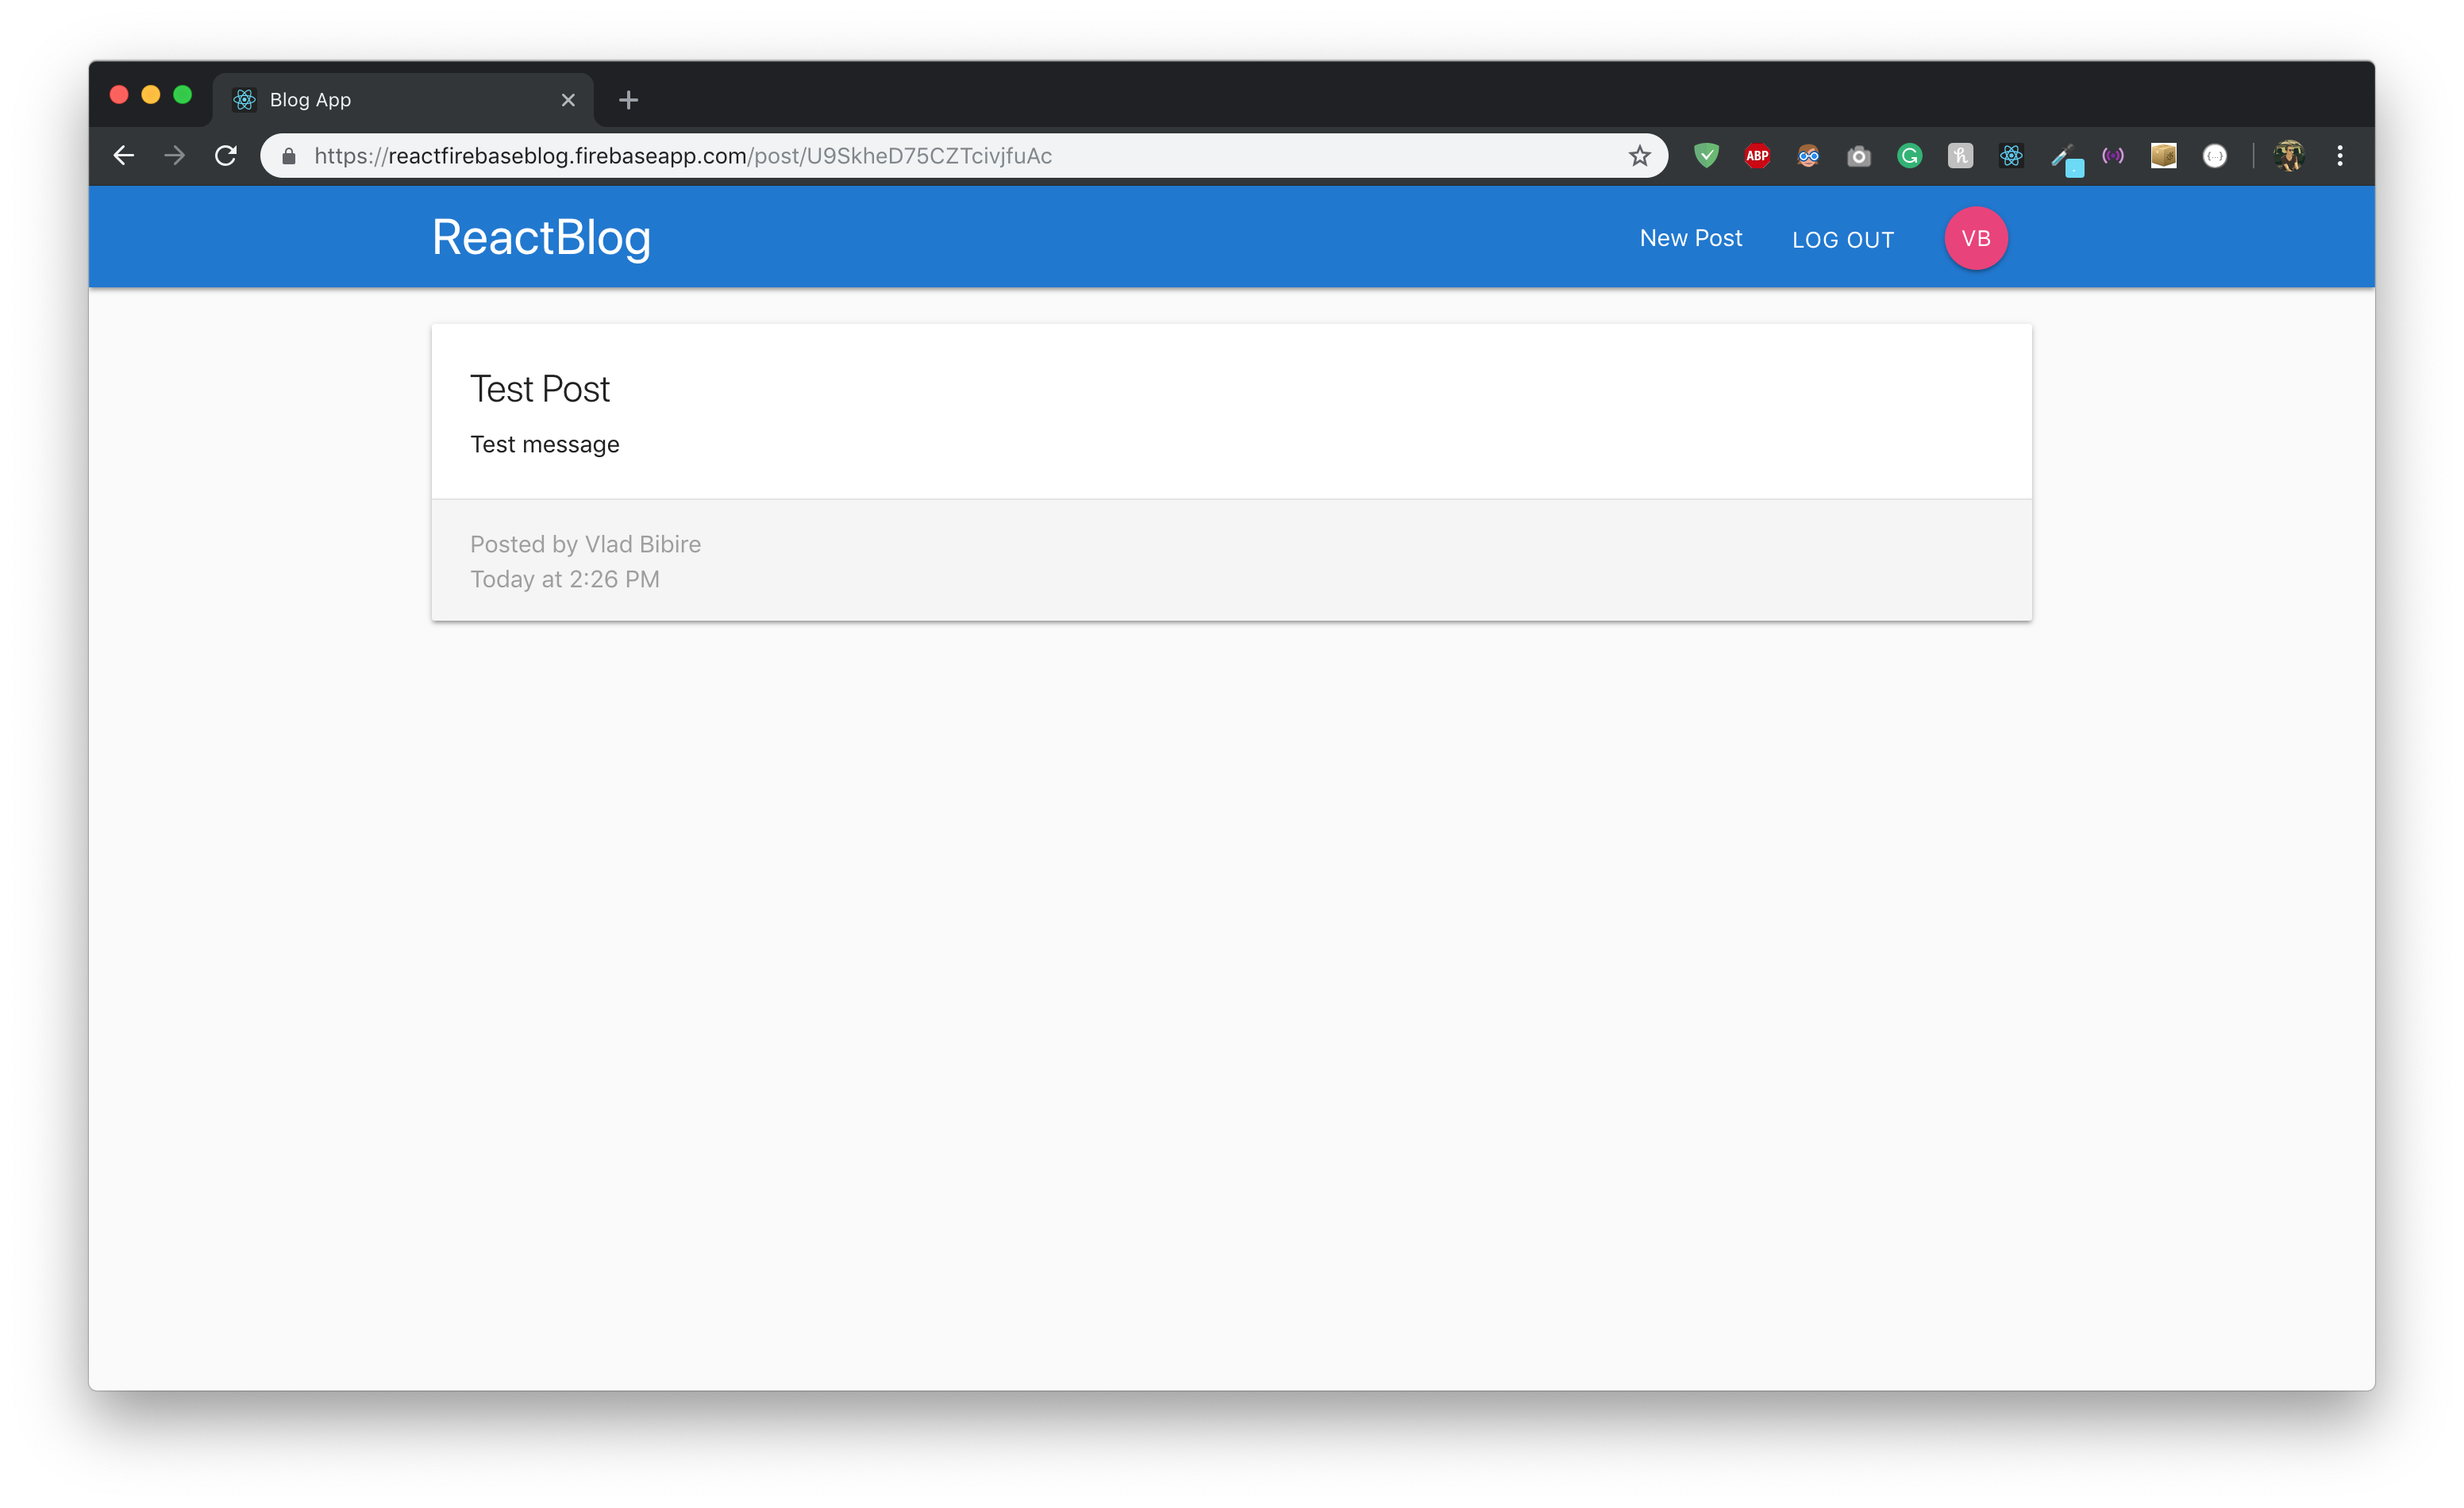 Blog App
https://reactfirebaseblog.firebaseapp.com/post/U9SkheD75CZTcivjfuAc
ABP
ReactBlog
New Post
LOG OUT
VB
Test Post
Test message
Posted by Vlad Bibire
Today at 2:26 PM